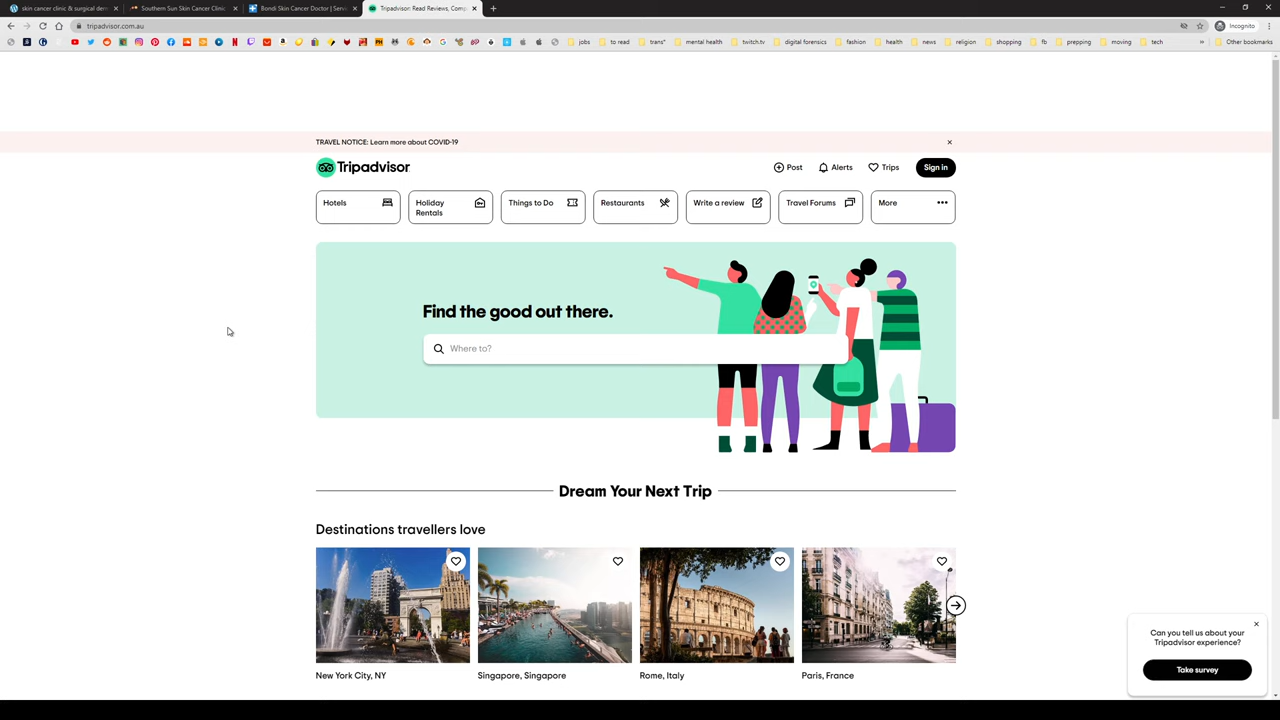 skin cancer clinic & surgical derm
Southern Sun Skin Cancer Clinic
Bondi Skin Cancer Doctor | Servi
Tripadvisor: Read Reviews, Comp
tripadvisor.com.au
Incognito
jobs
to read
trans*
mental health
twitch.tv
digital forensics
fashion
health
news
religion
shopping
fb
prepping
moving
tech
Other bookmarks
TRAVEL NOTICE: Learn more about COVID-19
Tripadvisor
Post
Alerts
Trips
Sign in
Hotels
Holiday
Rentals
Things to Do
Restaurants
Write a review
Travel Forums
More
Find the good out there.
Where to?
Dream Your Next Trip
Destinations travellers love
New York City, NY
Singapore, Singapore
Rome, Italy
Paris, France
Can you tell us about your
Tripadvisor experience?
Take survey